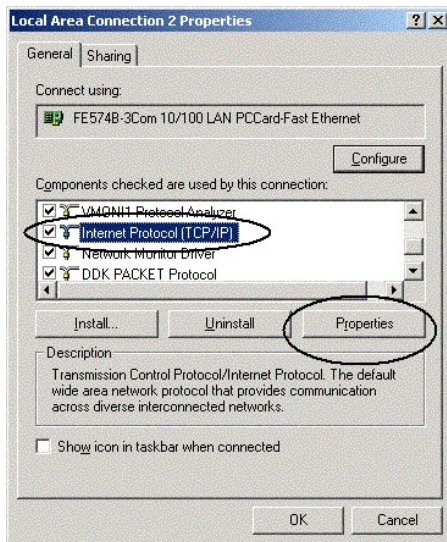 Local Area Connection 2 Properties
General
Sharing
Connect using:
FE574B-3Com 10/100 LAN PCCard-Fast Ethernet
Configure
Components checked are used by this connection:
VMONI1 Protocol Analyzer
Internet Protocol (TCP/IP)
Network Monitor Driver
DDK PACKET Protocol
Install...
Uninstall
Properties
Description
Transmission Control Protocol/Internet Protocol. The default
wide area network protocol that provides communication
across diverse interconnected networks.
Show icon in taskbar when connected
OK
Cancel